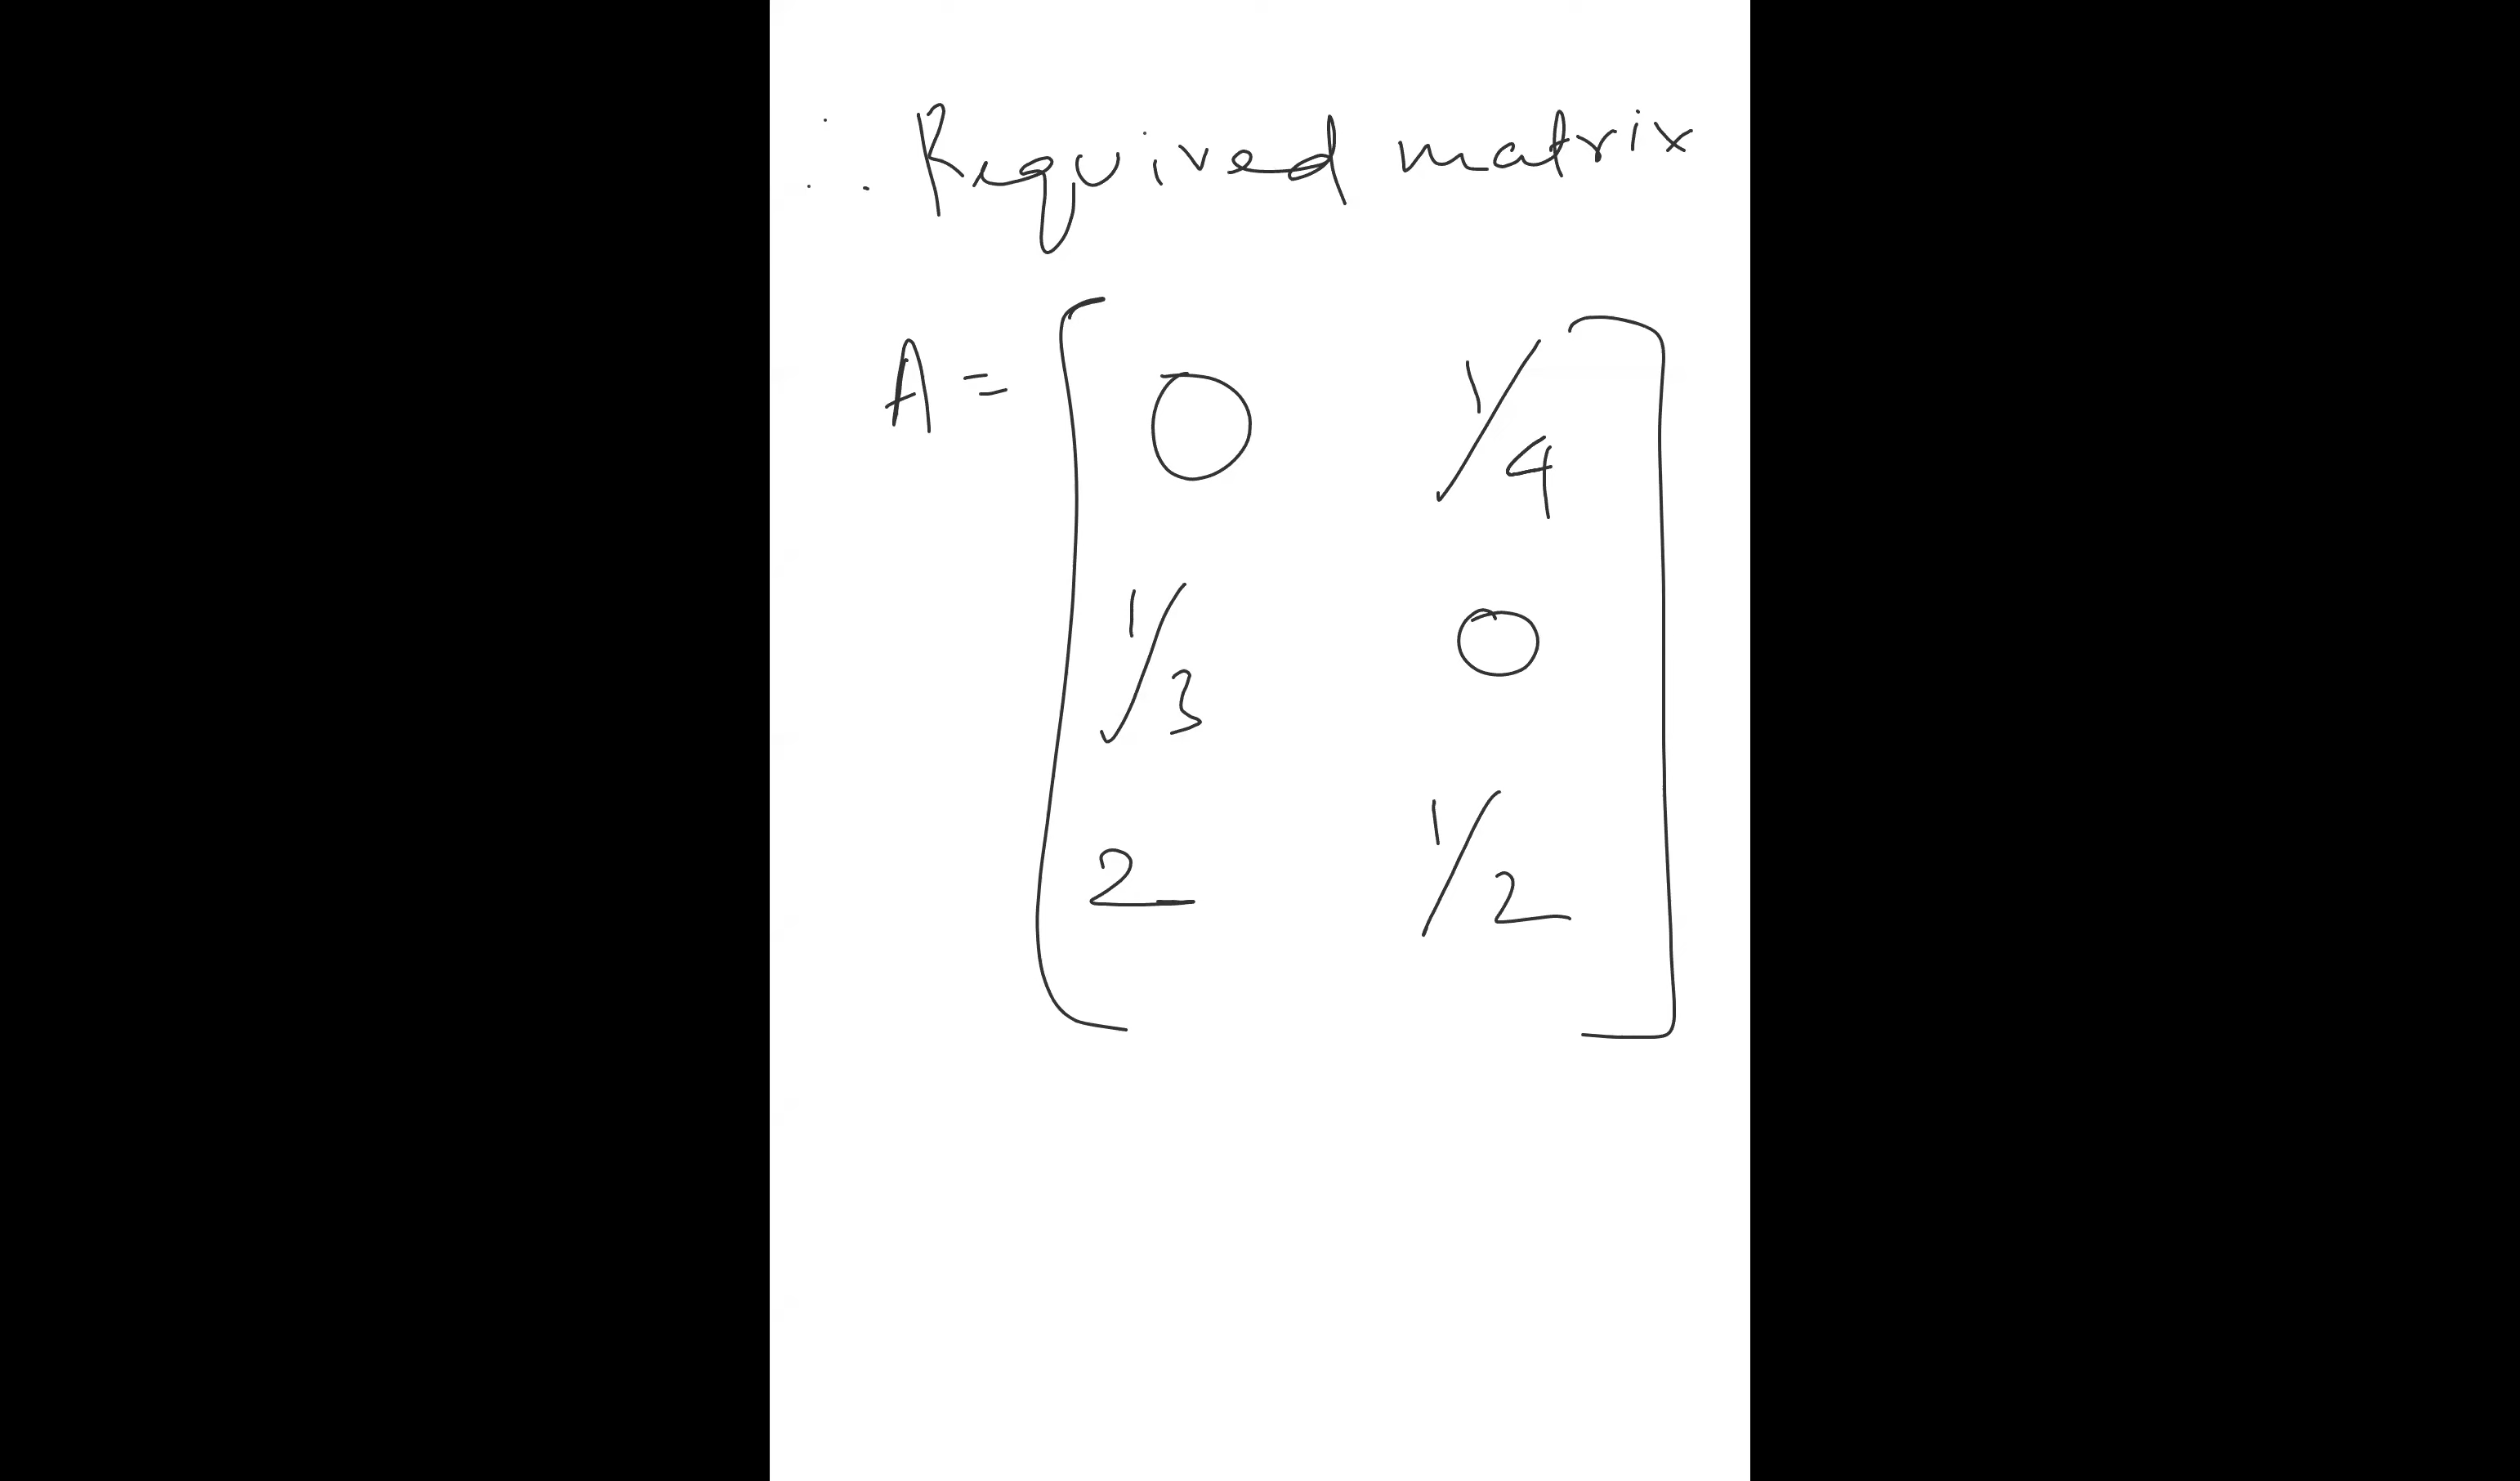 ∴ Required matrix
A = [ 0 1/4
1/3 0
2 1/2 ]